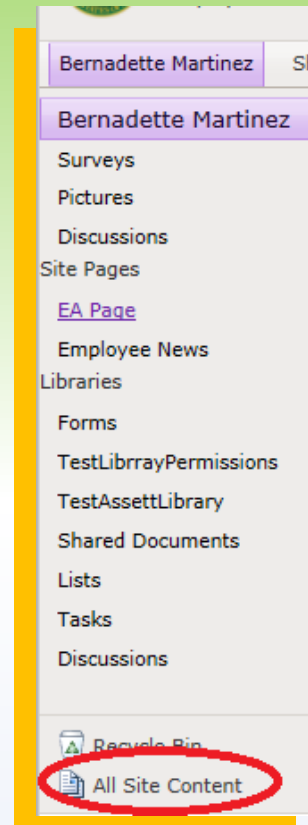 Bernadette Martinez
Bernadette Martinez
Surveys
Pictures
Discussions
Site Pages
EA Page
Employee News
Libraries
Forms
TestLibrrayPermissions
TestAssettLibrary
Shared Documents
Lists
Tasks
Discussions
Recycle Bin
All Site Content